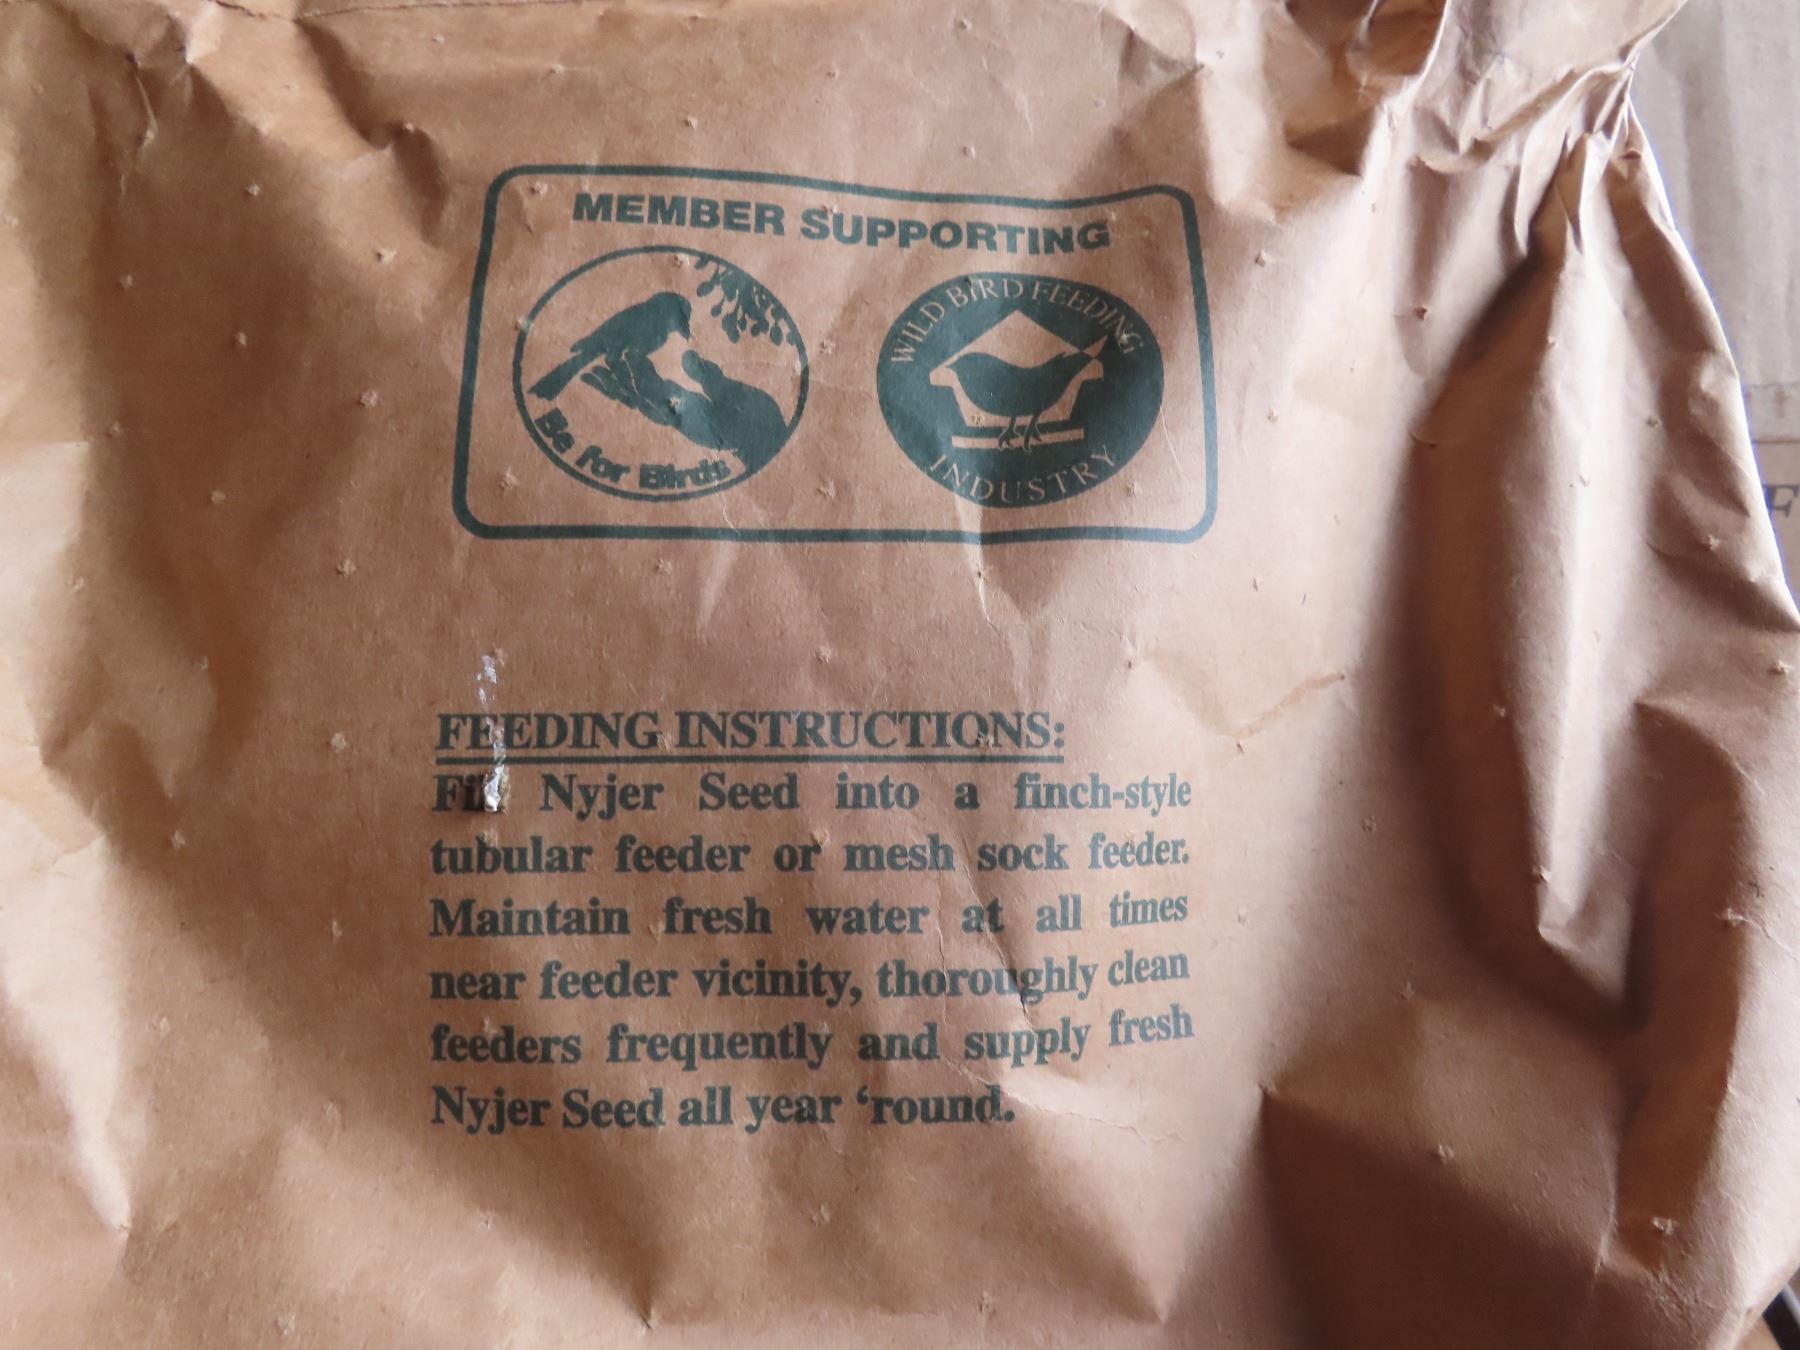 MEMBER SUPPORTING
Be for Birds
WILD BIRD FEEDING
INDUSTRY
FEEDING INSTRUCTIONS:
Fill Nyjer Seed into a finch-style
tubular feeder or mesh sock feeder.
Maintain fresh water at all times
near feeder vicinity, thoroughly clean
feeders frequently and supply fresh
Nyjer Seed all year ‘round.